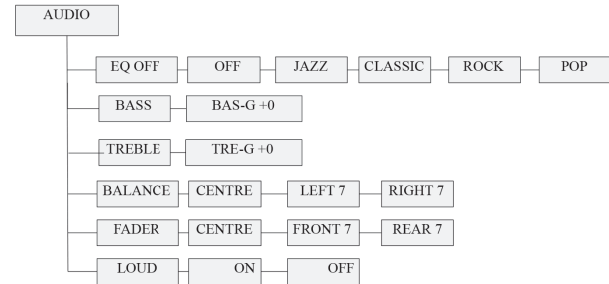 AUDIO
EQ OFF OFF JAZZ CLASSIC ROCK POP
BASS BAS-G +0
TREBLE TRE-G +0
BALANCE CENTRE LEFT 7 RIGHT 7
FADER CENTRE FRONT 7 REAR 7
LOUD ON OFF